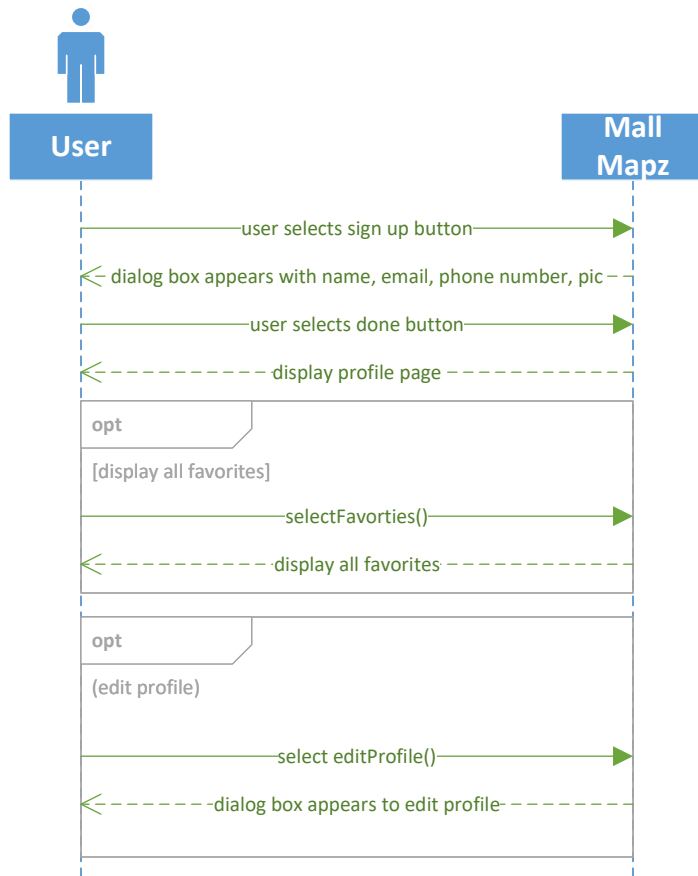 User
Mall
Mapz
user selects sign up button
dialog box appears with name, email, phone number, pic
user selects done button
display profile page
opt
[display all favorites]
selectFavorties()
display all favorites
opt
(edit profile)
select editProfile()
dialog box appears to edit profile